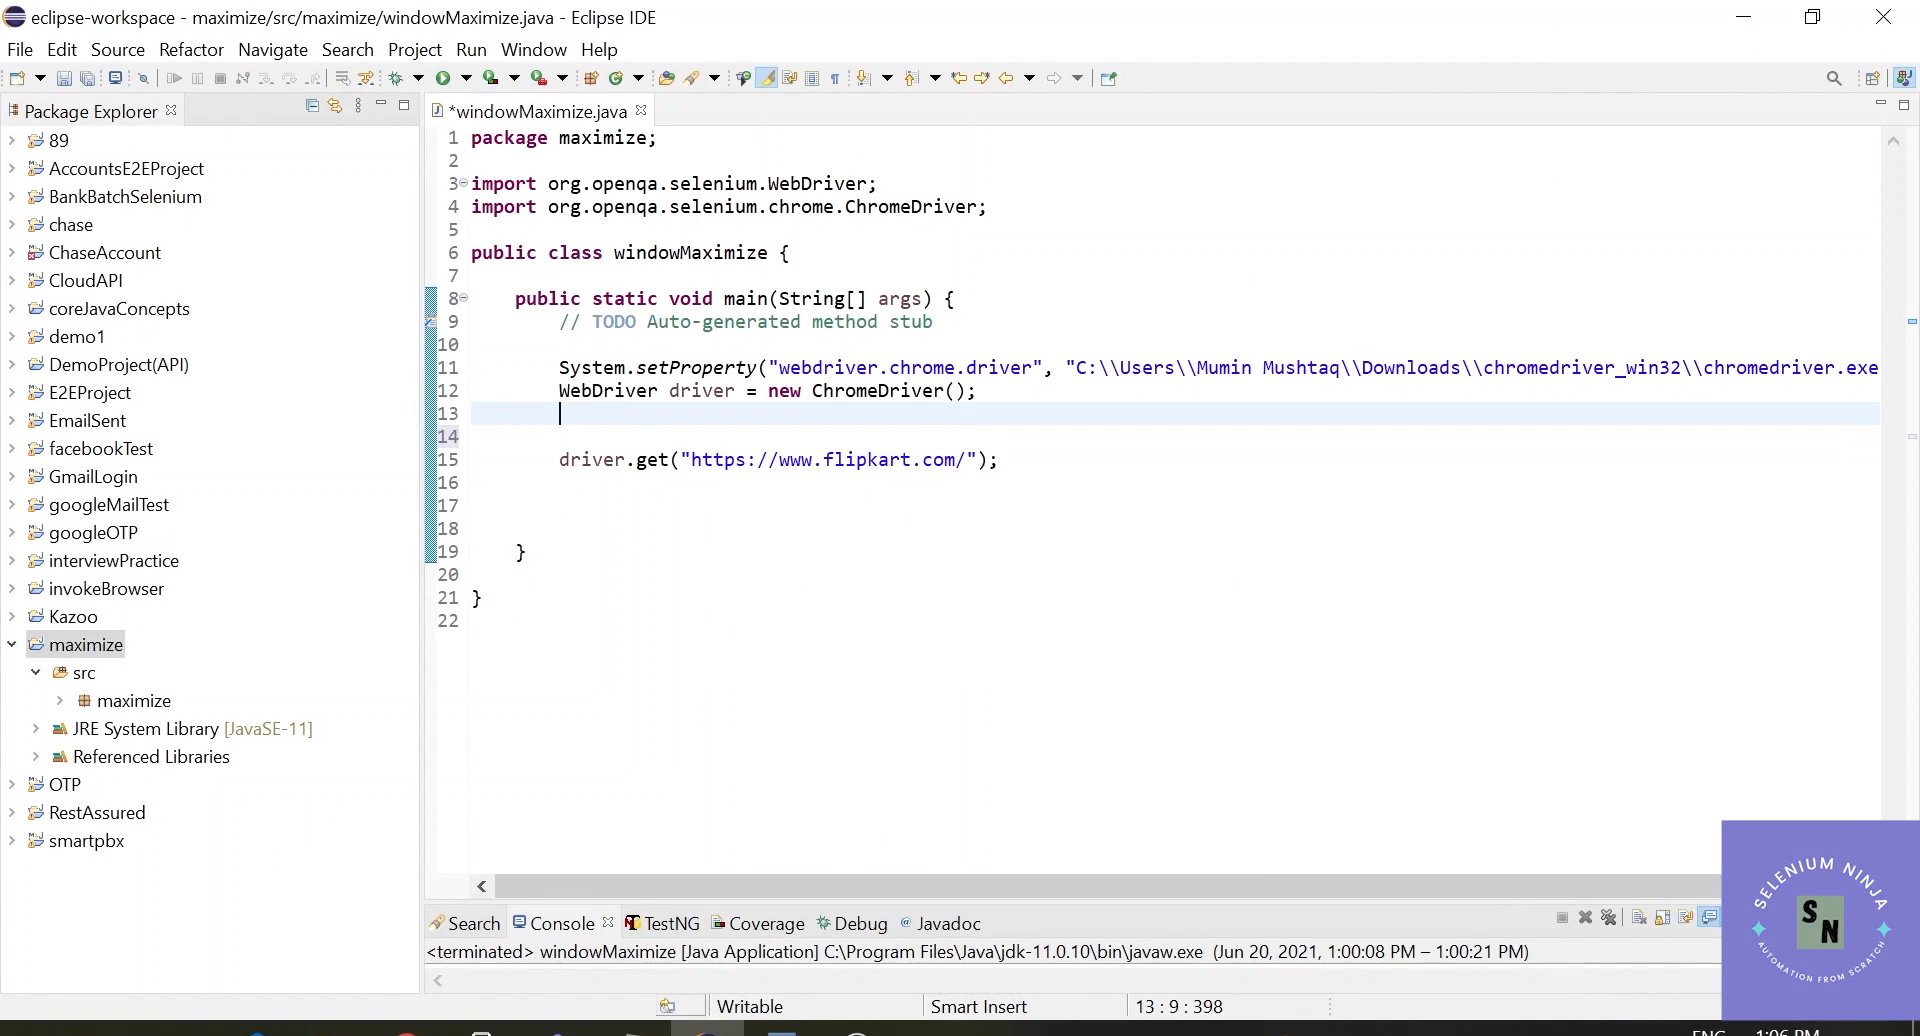 eclipse-workspace - maximize/src/maximize/windowMaximize.java - Eclipse IDE
File Edit Source Refactor Navigate Search Project Run Window Help
Package Explorer
*windowMaximize.java
89
AccountsE2EProject
BankBatchSelenium
chase
ChaseAccount
CloudAPI
coreJavaConcepts
demo1
DemoProject(API)
E2EProject
EmailSent
facebookTest
GmailLogin
googleMailTest
googleOTP
interviewPractice
invokeBrowser
Kazoo
maximize
src
maximize
JRE System Library [JavaSE-11]
Referenced Libraries
OTP
RestAssured
smartpbx
1 package maximize;
2
3 import org.openqa.selenium.WebDriver;
4 import org.openqa.selenium.chrome.ChromeDriver;
5
6 public class windowMaximize {
7
8 public static void main(String[] args) {
9 // TODO Auto-generated method stub
10
11 System.setProperty("webdriver.chrome.driver", "C:\\Users\\Mumin Mushtaq\\Downloads\\chromedriver_win32\\chromedriver.exe
12 WebDriver driver = new ChromeDriver();
13
14
15 driver.get("https://www.flipkart.com/");
16
17
18
19 }
20
21 }
22
Search Console TestNG Coverage Debug @ Javadoc
<terminated> windowMaximize [Java Application] C:\Program Files\Java\jdk-11.0.10\bin\javaw.exe (Jun 20, 2021, 1:00:08 PM – 1:00:21 PM)
Writable Smart Insert 13 : 9 : 398
SELENIUM NINJA
S N
AUTOMATION FROM SCRATCH
ENG 1:06 PM